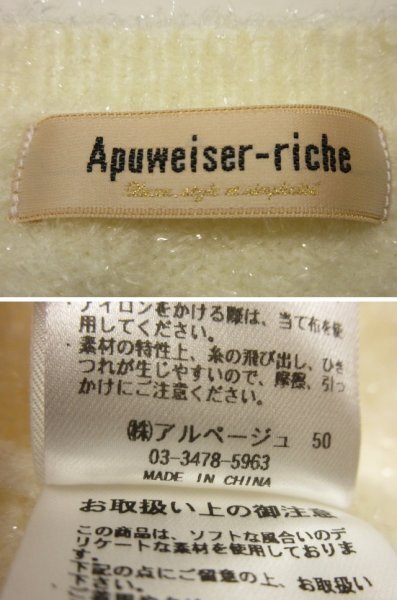 Apuweiser-riche
・アイロンをかける際は、当て布を使
用してください。
・素材の特性上、糸の飛び出し、ひき
つれが生じやすいので、摩擦、引っ
かけにご注意ください。
㈱アルページュ 50
03-3478-5963
MADE IN CHINA
お取扱い上の御注意
この商品は、ソフトな風合いのデ
リケートな素材を使用しておりま
す。
下記の点にご留意の上、お取扱い
下さい。